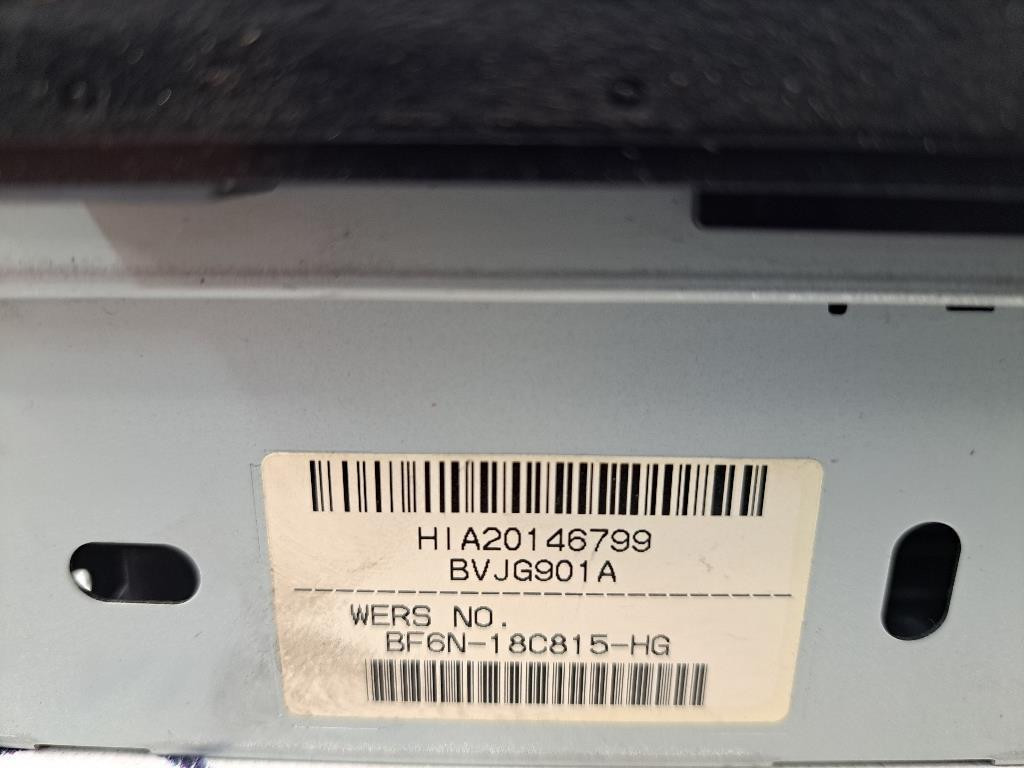 HIA20146799
BVJG901A
WERS NO.
BF6N-18C815-HG